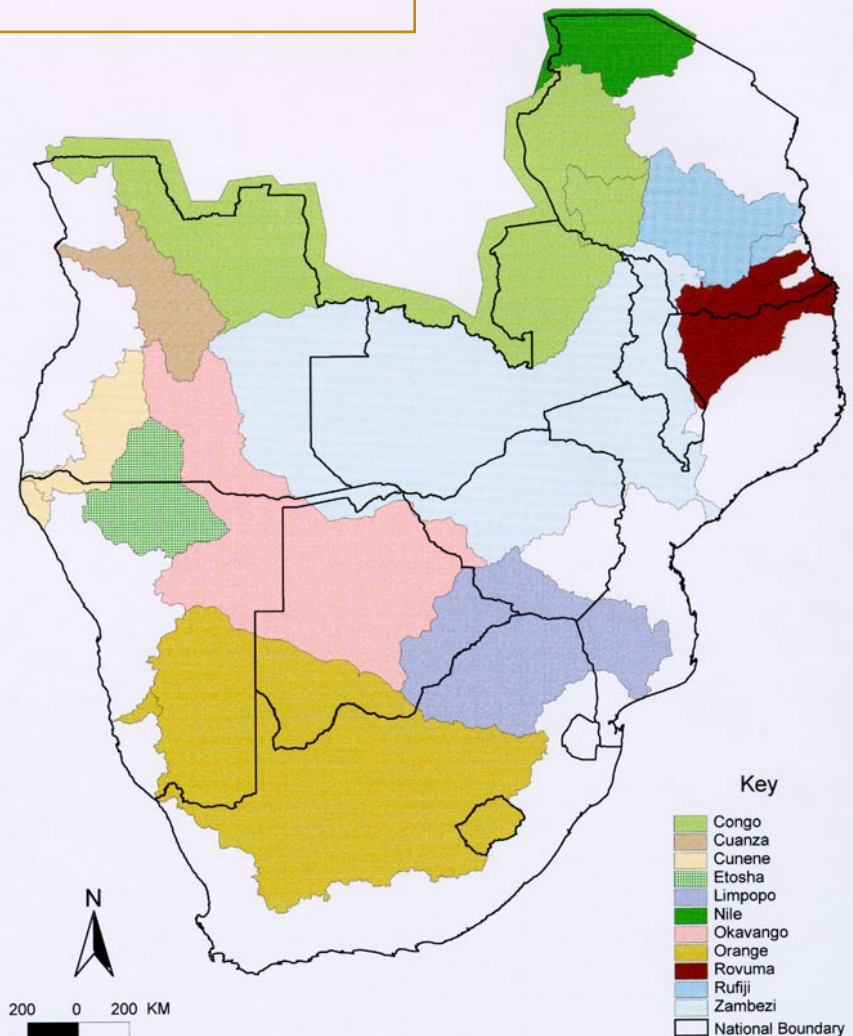 Key
Congo
Cuanza
Cunene
Etosha
Limpopo
Nile
Okavango
Orange
Rovuma
Rufiji
Zambezi
National Boundary
N
200 0 200 KM